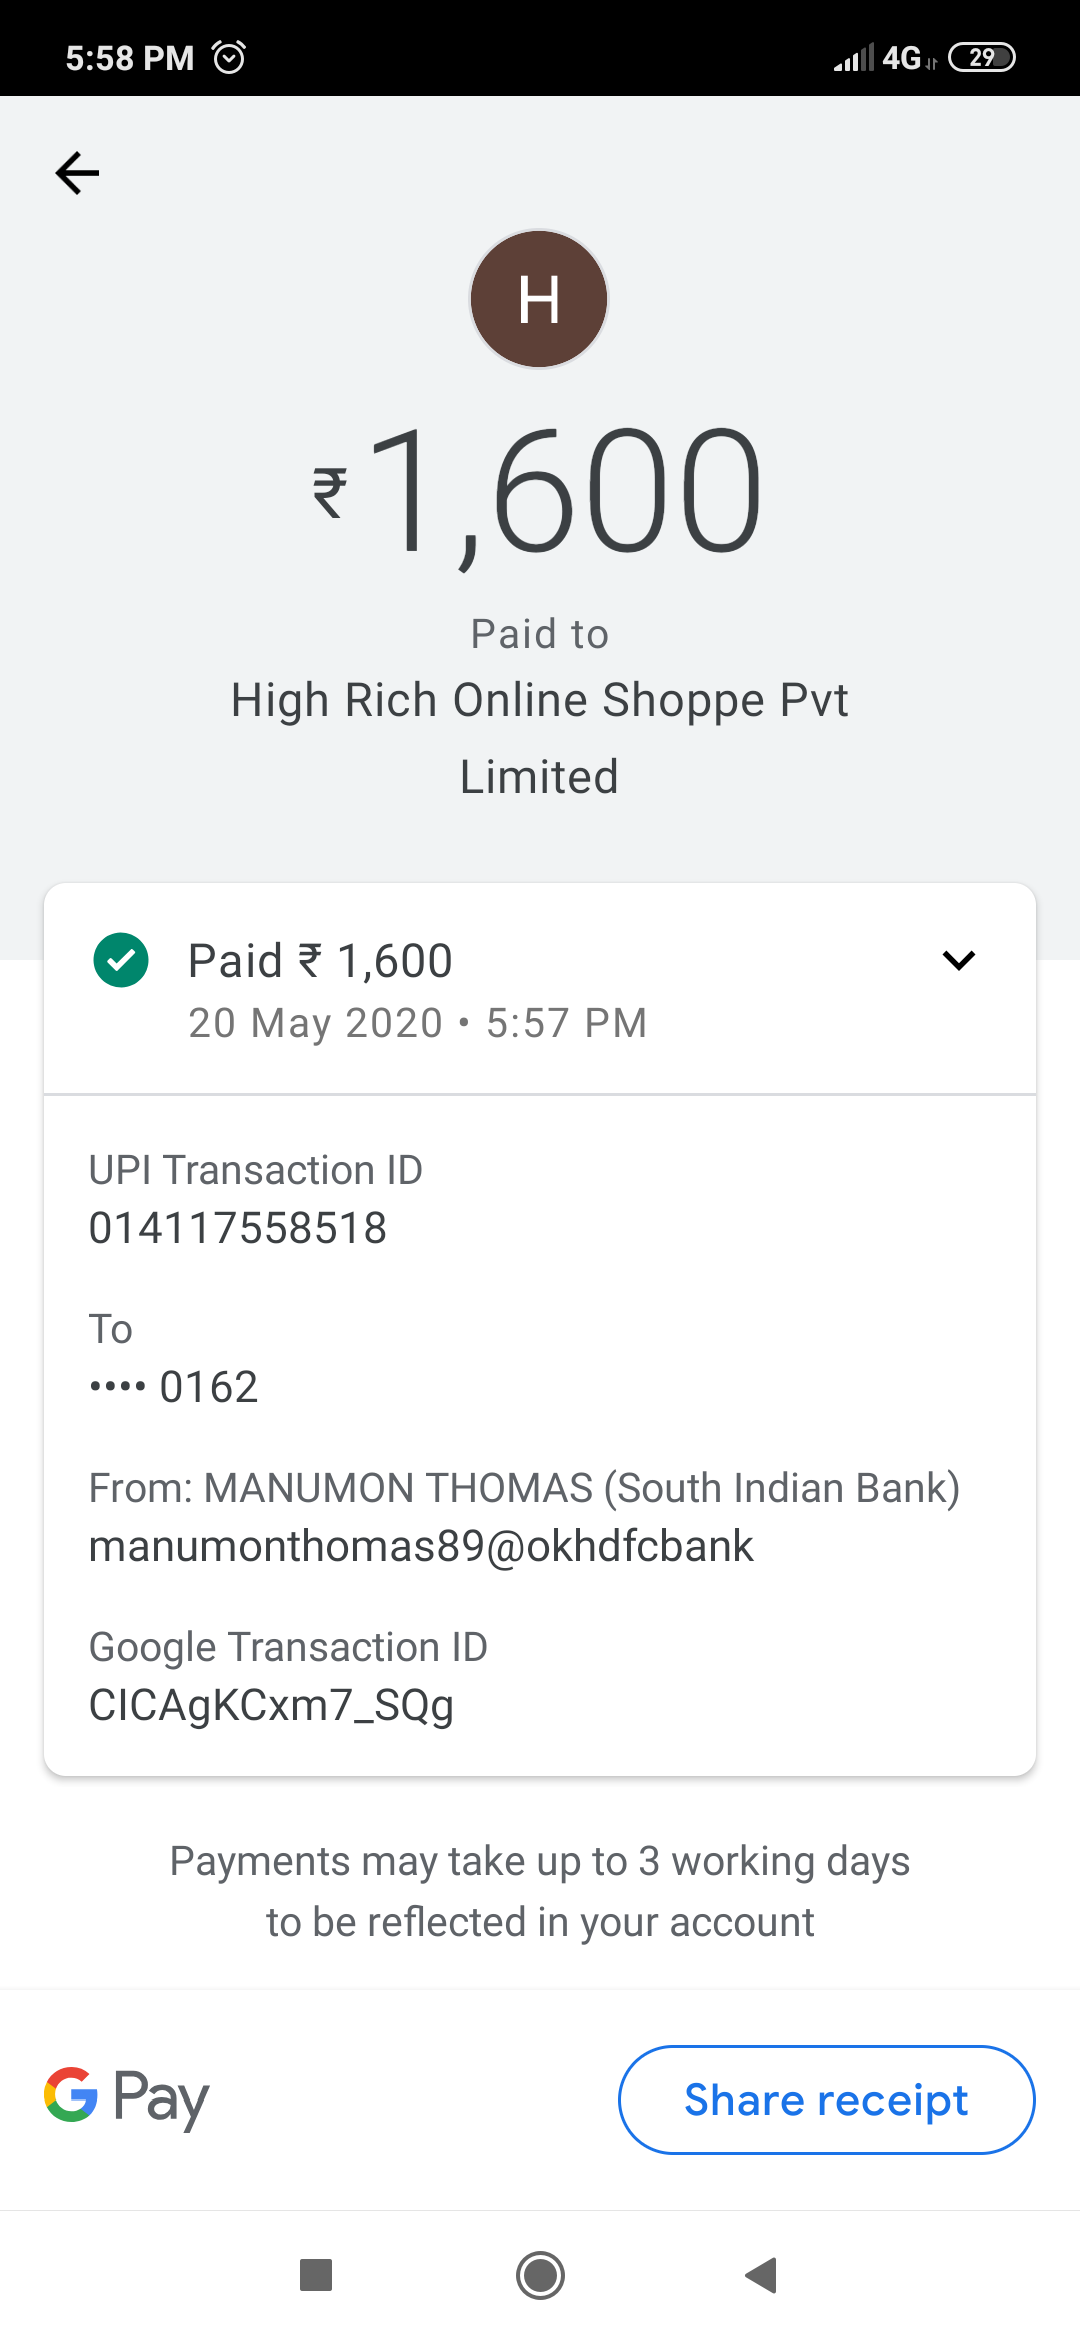 5:58 PM 4G 29
H
₹1,600
Paid to
High Rich Online Shoppe Pvt
Limited
Paid ₹ 1,600
20 May 2020 • 5:57 PM
UPI Transaction ID
014117558518
To
•••• 0162
From: MANUMON THOMAS (South Indian Bank)
manumonthomas89@okhdfcbank
Google Transaction ID
CICAgKCxm7_SQg
Payments may take up to 3 working days
to be reflected in your account
G Pay
Share receipt